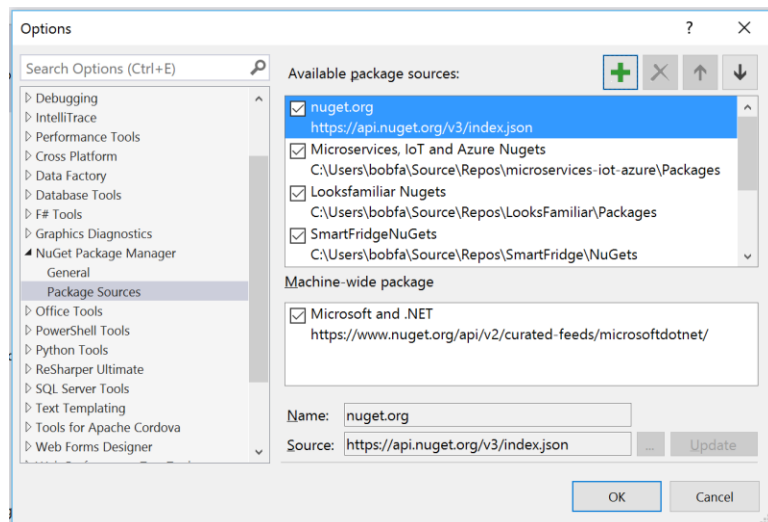 Options
?
Search Options (Ctrl+E)
Debugging
IntelliTrace
Performance Tools
Cross Platform
Data Factory
Database Tools
F# Tools
Graphics Diagnostics
NuGet Package Manager
General
Package Sources
Office Tools
PowerShell Tools
Python Tools
ReSharper Ultimate
SQL Server Tools
Text Templating
Tools for Apache Cordova
Web Forms Designer
Available package sources:
nuget.org
https://api.nuget.org/v3/index.json
Microservices, IoT and Azure Nugets
C:\Users\bobfa\Source\Repos\microservices-iot-azure\Packages
Looksfamiliar Nugets
C:\Users\bobfa\Source\Repos\LooksFamiliar\Packages
SmartFridgeNuGets
C:\Users\bobfa\Source\Repos\SmartFridge\NuGets
Machine-wide package
Microsoft and .NET
https://www.nuget.org/api/v2/curated-feeds/microsoftdotnet/
Name: nuget.org
Source: https://api.nuget.org/v3/index.json ... Update
OK Cancel